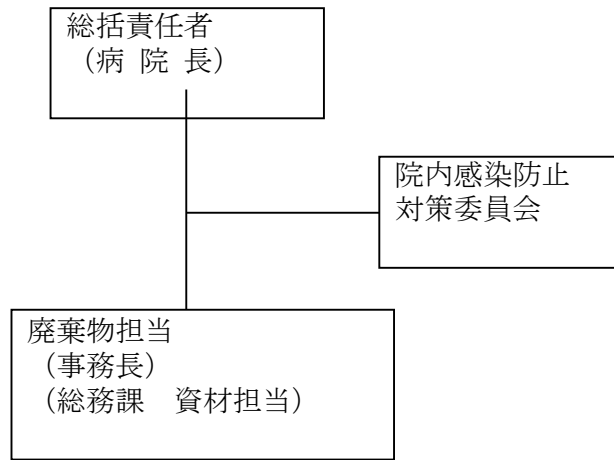 総括責任者
（病 院 長）
院内感染防止
対策委員会
廃棄物担当
（事務長）
（総務課　資材担当）